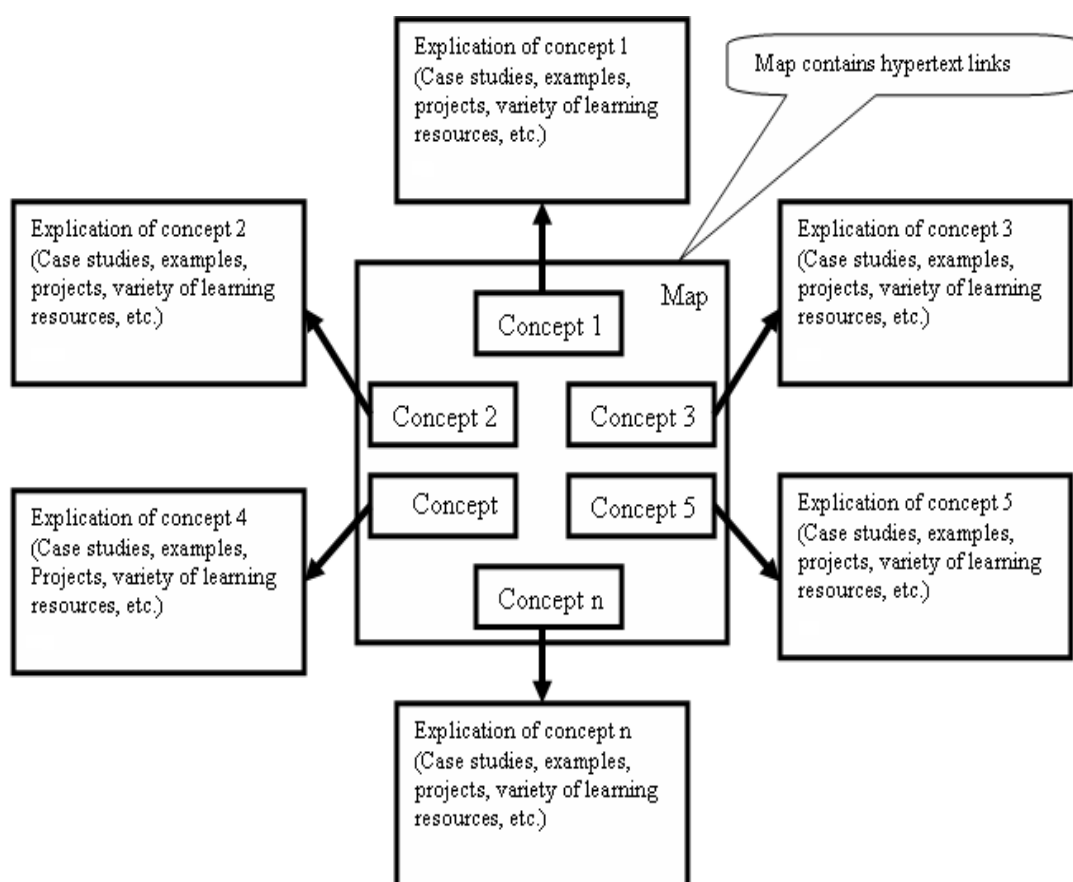 Explication of concept 1
(Case studies, examples,
projects, variety of learning
resources, etc.)
Map contains hypertext links
Explication of concept 2
(Case studies, examples,
projects, variety of learning
resources, etc.)
Explication of concept 3
(Case studies, examples,
projects, variety of learning
resources, etc.)
Map
Concept 1
Concept 2
Concept 3
Concept
Concept 5
Concept n
Explication of concept 4
(Case studies, examples,
Projects, variety of learning
resources, etc.)
Explication of concept 5
(Case studies, examples,
projects, variety of learning
resources, etc.)
Explication of concept n
(Case studies, examples,
projects, variety of learning
resources, etc.)